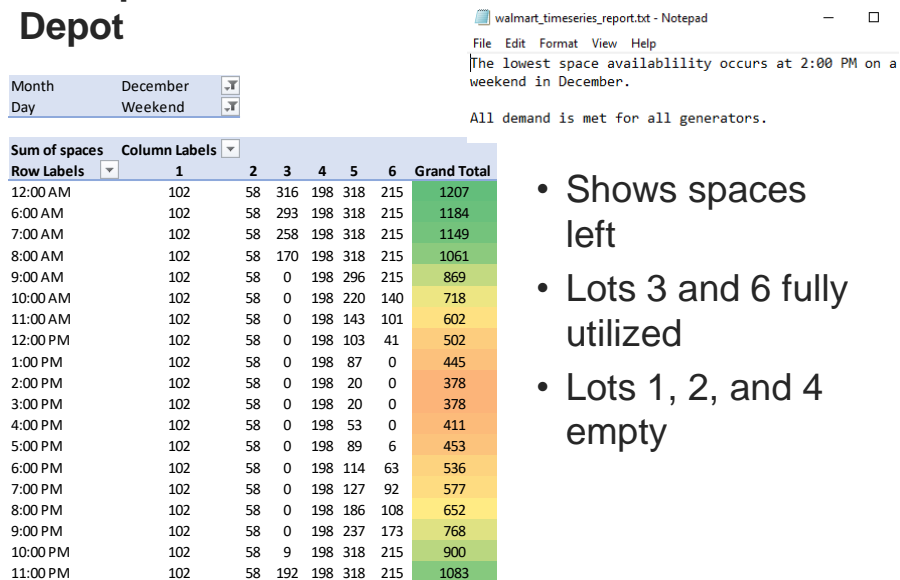 Depot
Month December
Day Weekend
Sum of spaces Column Labels
Row Labels 1 2 3 4 5 6 Grand Total
12:00 AM 102 58 316 198 318 215 1207
6:00 AM 102 58 293 198 318 215 1184
7:00 AM 102 58 258 198 318 215 1149
8:00 AM 102 58 170 198 318 215 1061
9:00 AM 102 58 0 198 296 215 869
10:00 AM 102 58 0 198 220 140 718
11:00 AM 102 58 0 198 143 101 602
12:00 PM 102 58 0 198 103 41 502
1:00 PM 102 58 0 198 87 0 445
2:00 PM 102 58 0 198 20 0 378
3:00 PM 102 58 0 198 20 0 378
4:00 PM 102 58 0 198 53 0 411
5:00 PM 102 58 0 198 89 6 453
6:00 PM 102 58 0 198 114 63 536
7:00 PM 102 58 0 198 127 92 577
8:00 PM 102 58 0 198 186 108 652
9:00 PM 102 58 0 198 237 173 768
10:00 PM 102 58 9 198 318 215 900
11:00 PM 102 58 192 198 318 215 1083
walmart_timeseries_report.txt - Notepad
File Edit Format View Help
The lowest space availablility occurs at 2:00 PM on a
weekend in December.
All demand is met for all generators.
• Shows spaces
left
• Lots 3 and 6 fully
utilized
• Lots 1, 2, and 4
empty